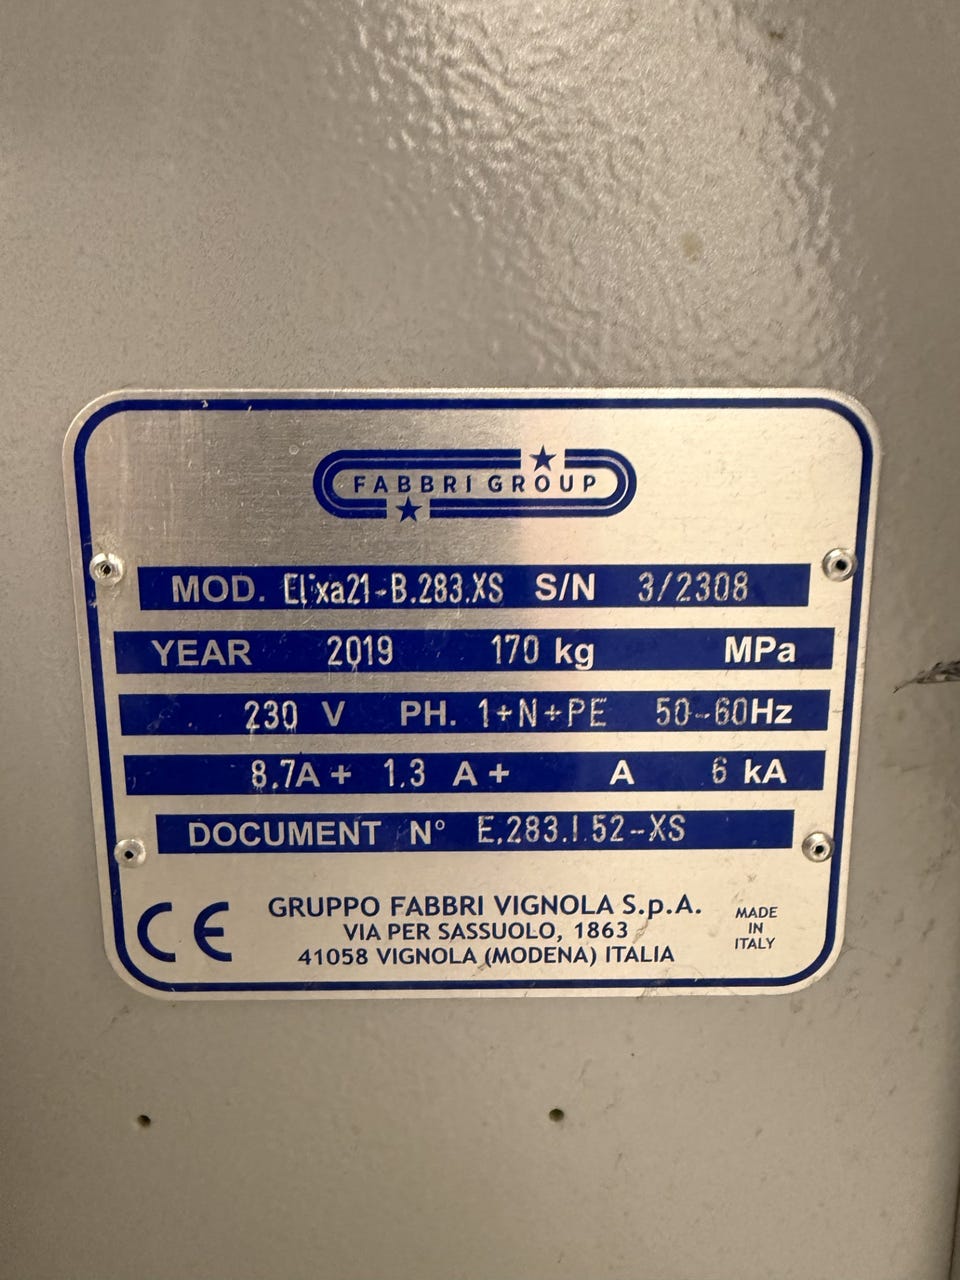 FABBRI GROUP
MOD. Elixa21-B.283.XS S/N 3/2308
YEAR 2019 170 kg MPa
230 V PH. 1+N+PE 50-60Hz
8.7A + 1.3 A + A 6 kA
DOCUMENT N° E.283.I.52-XS
CE
GRUPPO FABBRI VIGNOLA S.p.A.
VIA PER SASSUOLO, 1863
41058 VIGNOLA (MODENA) ITALIA
MADE
IN
ITALY